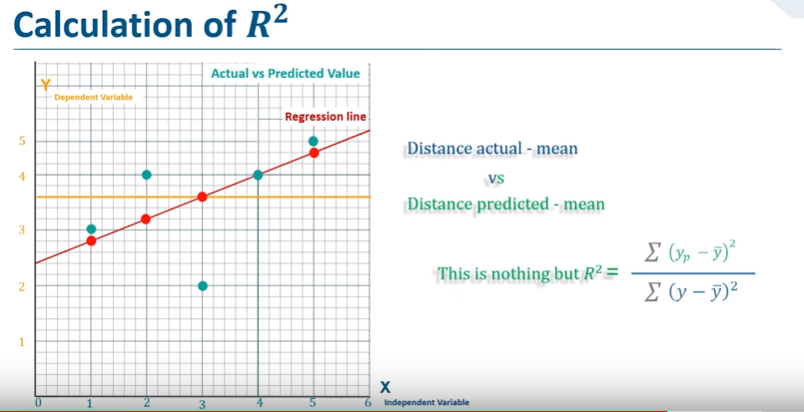 Calculation of R²
Actual vs Predicted Value
Y
Dependent Variable
Regression line
5
4
3
2
1
0 1 2 3 4 5 6
X
Independent Variable
Distance actual - mean
vs
Distance predicted - mean
This is nothing but R² = ∑ (yₚ – ȳ)² / ∑ (y – ȳ)²